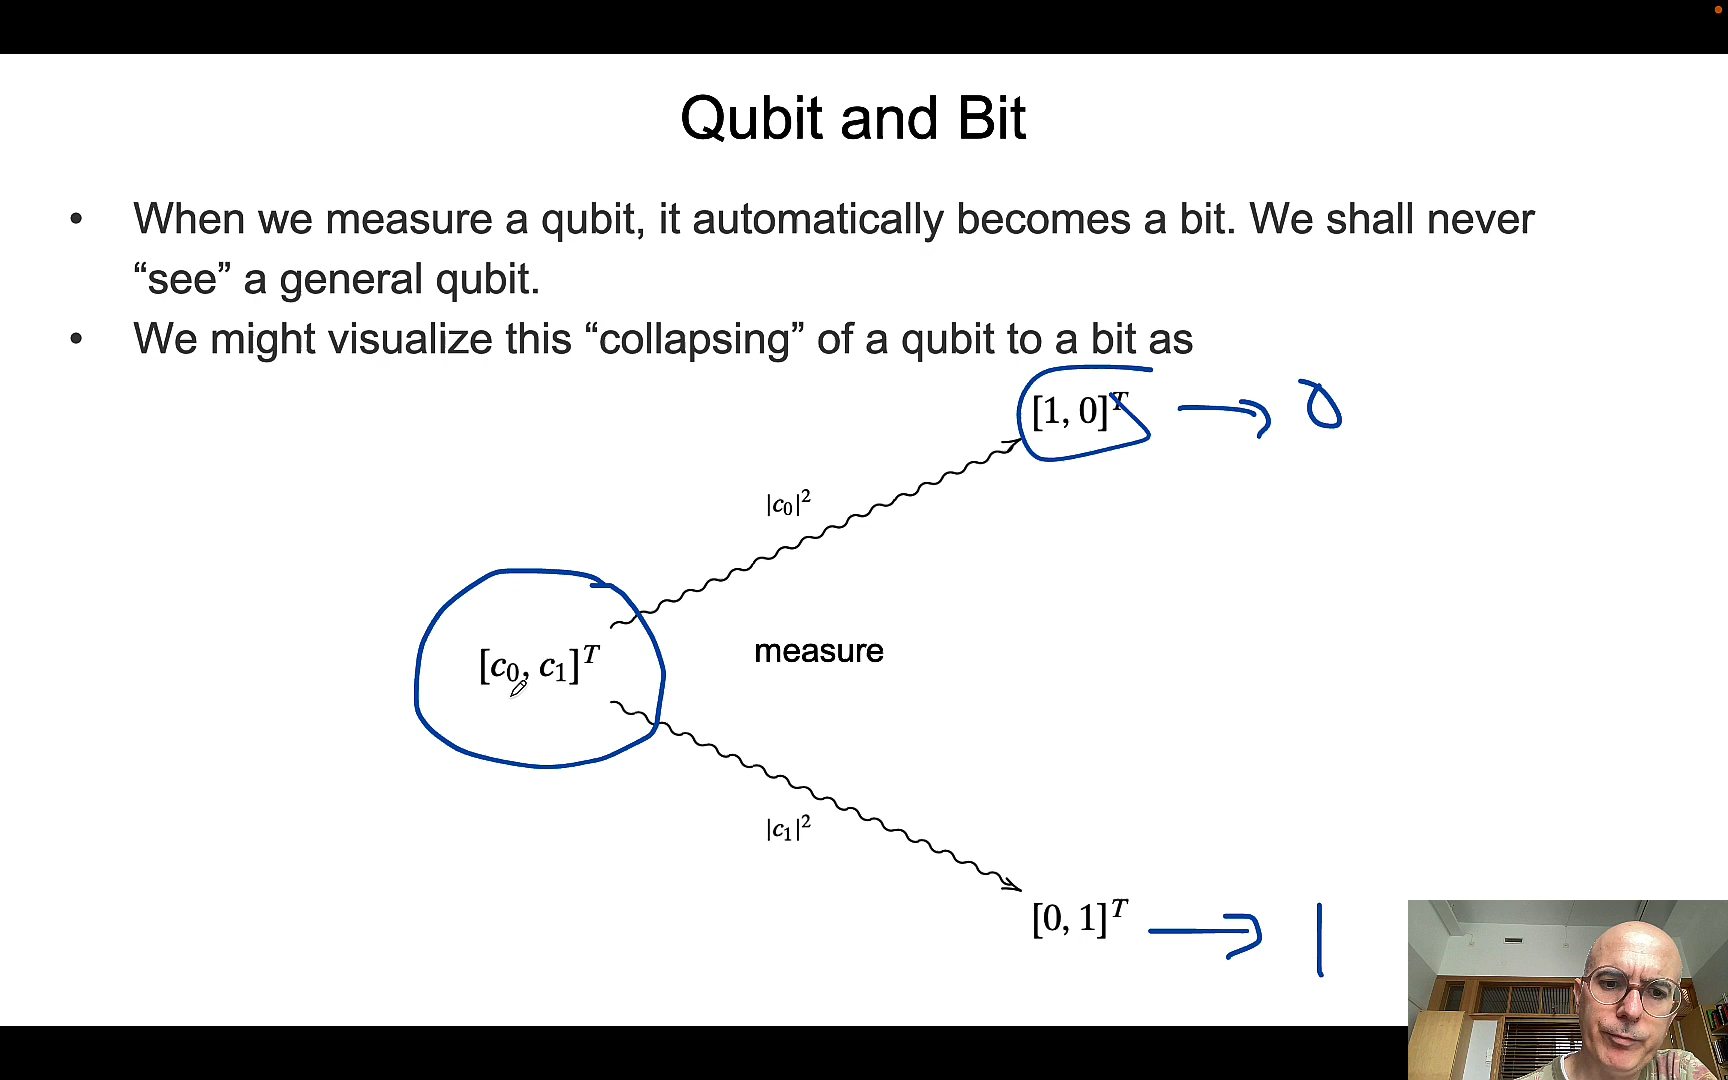 Qubit and Bit
• When we measure a qubit, it automatically becomes a bit. We shall never
“see” a general qubit.
• We might visualize this “collapsing” of a qubit to a bit as
[1, 0]ᵀ → 0
|c₀|²
measure
[c₀, c₁]ᵀ
|c₁|²
[0, 1]ᵀ → 1